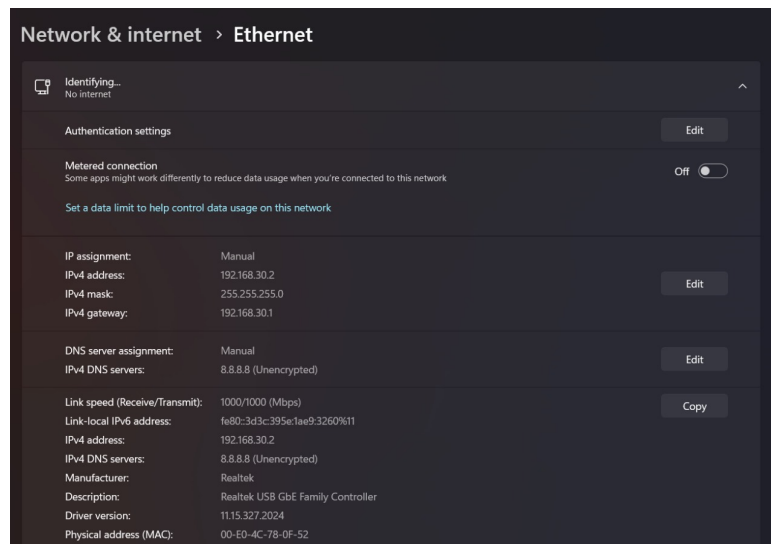 Network & internet > Ethernet
Identifying...
No internet
Authentication settings Edit
Metered connection
Some apps might work differently to reduce data usage when you're connected to this network
Off
Set a data limit to help control data usage on this network
IP assignment: Manual
IPv4 address: 192.168.30.2
IPv4 mask: 255.255.255.0
IPv4 gateway: 192.168.30.1
Edit
DNS server assignment: Manual
IPv4 DNS servers: 8.8.8.8 (Unencrypted)
Edit
Link speed (Receive/Transmit): 1000/1000 (Mbps)
Copy
Link-local IPv6 address: fe80::3d3c:395e:1ae9:3260%11
IPv4 address: 192.168.30.2
IPv4 DNS servers: 8.8.8.8 (Unencrypted)
Manufacturer: Realtek
Description: Realtek USB GbE Family Controller
Driver version: 11.15.327.2024
Physical address (MAC): 00-E0-4C-78-0F-52